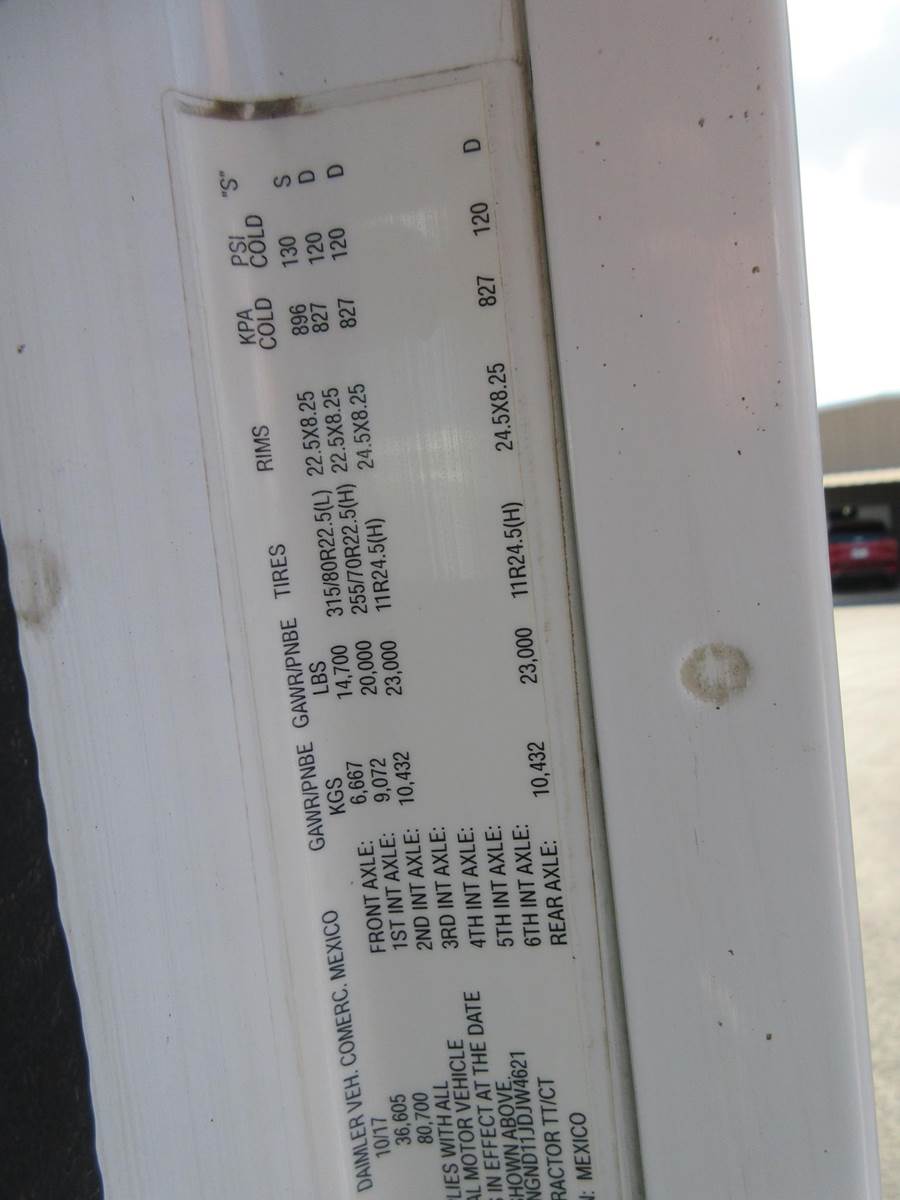 DAIMLER VEH. COMERC. MEXICO
10/17
36,605
80,700
LIES WITH ALL
AL MOTOR VEHICLE
IN EFFECT AT THE DATE
SHOWN ABOVE.
NGND11JDJW4621
RACTOR TT/CT
: MEXICO
GAWR/PNBE GAWR/PNBE TIRES RIMS KPA PSI "S"
KGS LBS COLD COLD
FRONT AXLE: 6,667 14,700 315/80R22.5(L) 22.5X8.25 896 130 S
1ST INT AXLE: 9,072 20,000 255/70R22.5(H) 22.5X8.25 827 120 D
2ND INT AXLE: 10,432 23,000 11R24.5(H) 24.5X8.25 827 120 D
3RD INT AXLE:
4TH INT AXLE:
5TH INT AXLE:
6TH INT AXLE:
REAR AXLE: 10,432 23,000 11R24.5(H) 24.5X8.25 827 120 D